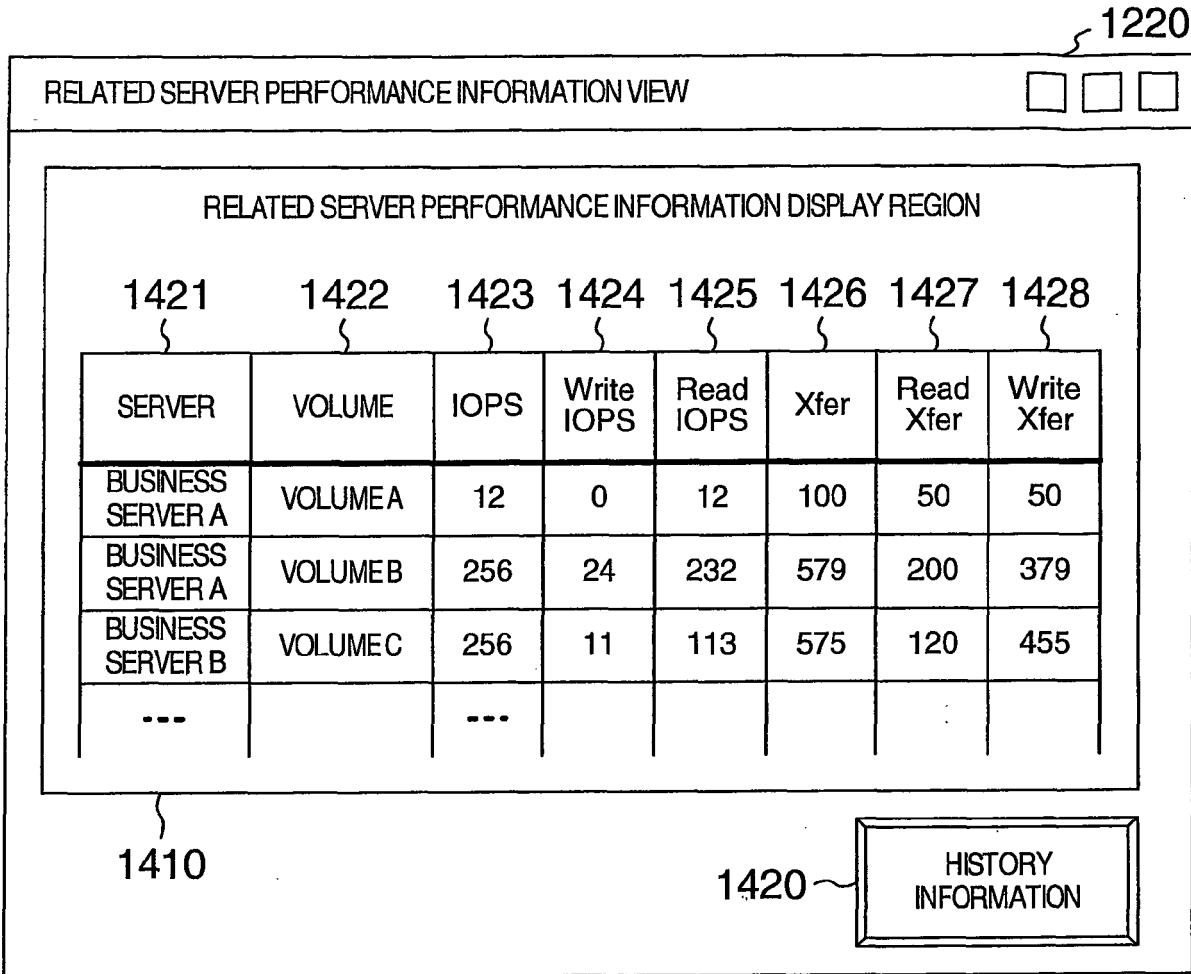 1220
RELATED SERVER PERFORMANCE INFORMATION VIEW
RELATED SERVER PERFORMANCE INFORMATION DISPLAY REGION
1421 1422 1423 1424 1425 1426 1427 1428
SERVER VOLUME IOPS Write IOPS Read IOPS Xfer Read Xfer Write Xfer
BUSINESS SERVER A VOLUME A 12 0 12 100 50 50
BUSINESS SERVER A VOLUME B 256 24 232 579 200 379
BUSINESS SERVER B VOLUME C 256 11 113 575 120 455
--- ---
1410
1420
HISTORY
INFORMATION